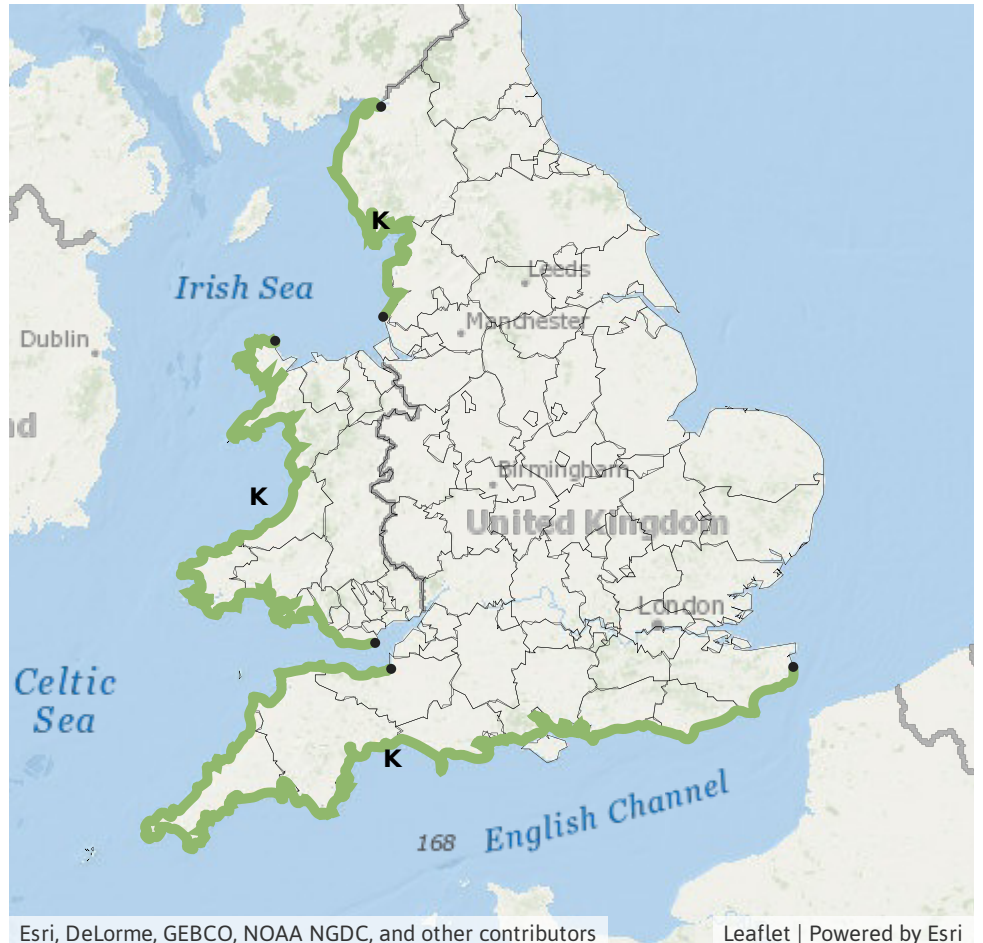 K
Leeds
Irish Sea
Manchester
Dublin
nd
Birmingham
K
United Kingdom
London
Celtic
Sea
K
English Channel
168
Esri, DeLorme, GEBCO, NOAA NGDC, and other contributors
Leaflet | Powered by Esri